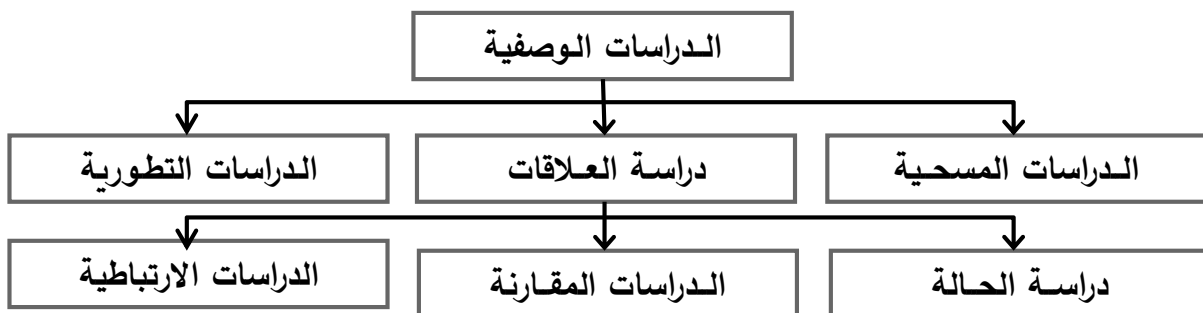 الدراسات الوصفية
الدراسات المسحية
دراسة العلاقات
الدراسات التطورية
دراسة الحالة
الدراسات المقارنة
الدراسات الارتباطية